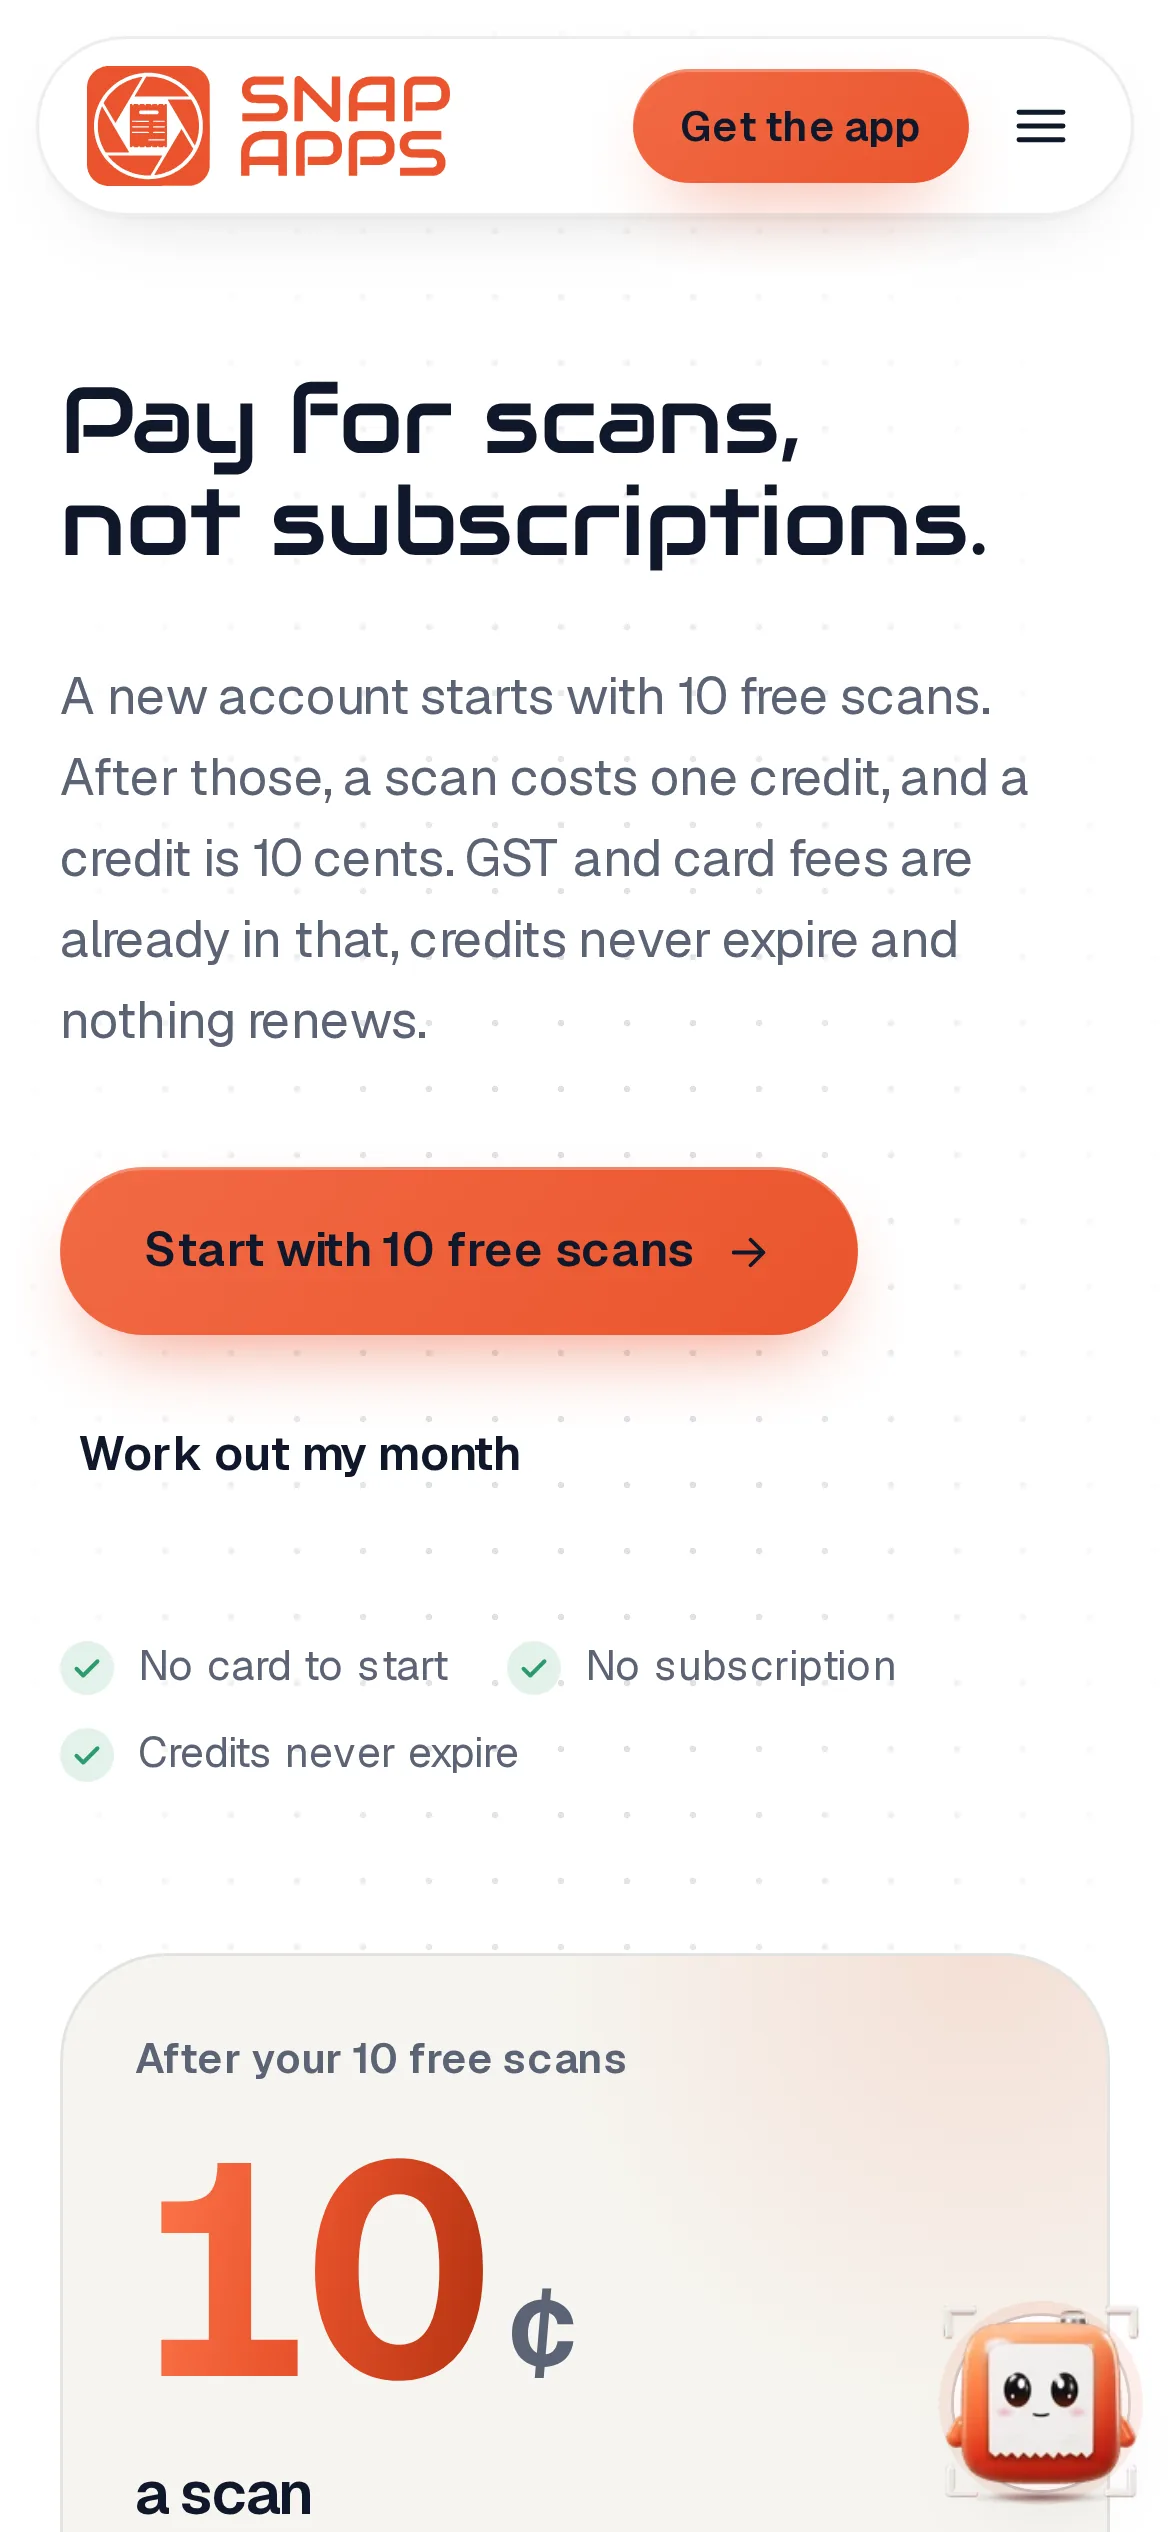 SNAP
APPS
Get the app
Pay for scans,
not subscriptions.
A new account starts with 10 free scans.
After those, a scan costs one credit, and a
credit is 10 cents. GST and card fees are
already in that, credits never expire and
nothing renews.
Start with 10 free scans →
Work out my month
No card to start
No subscription
Credits never expire
After your 10 free scans
10¢
a scan